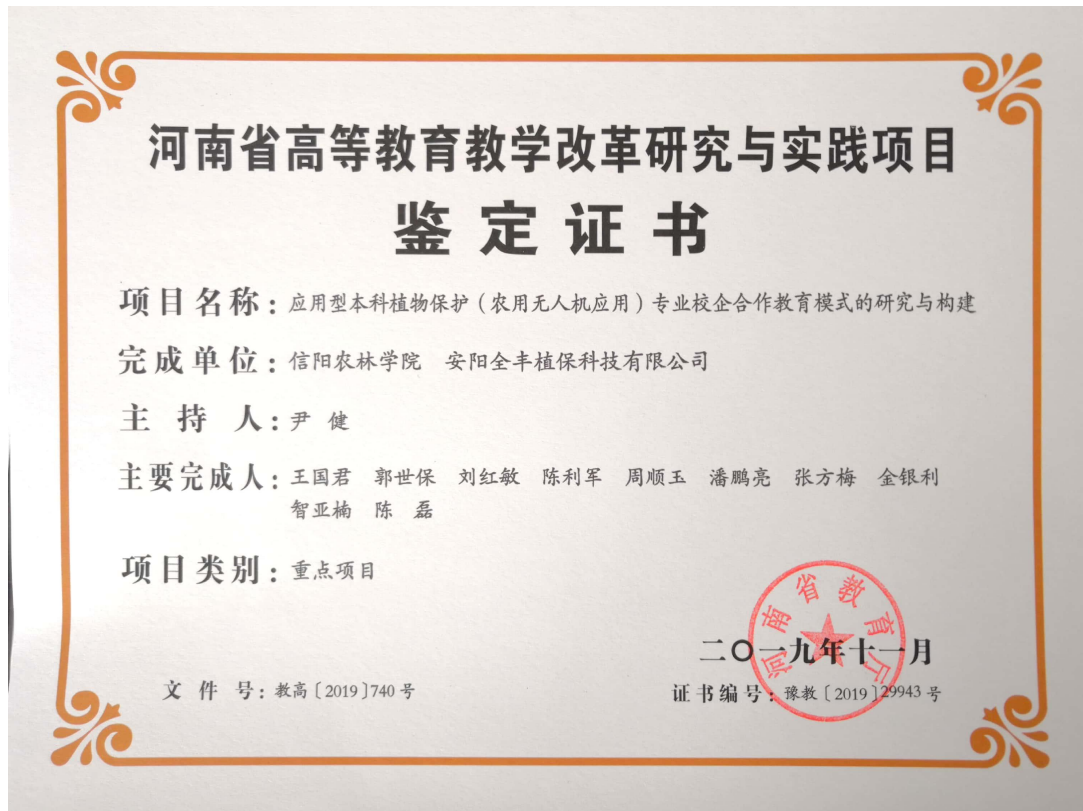 河南省高等教育教学改革研究与实践项目
鉴定证书
项目名称：应用型本科植物保护（农用无人机应用）专业校企合作教育模式的研究与构建
完成单位：信阳农林学院 安阳全丰植保科技有限公司
主持人：尹健
主要完成人：王国君 郭世保 刘红敏 陈利军 周顺玉 潘鹏亮 张方梅 金银利
智亚楠 陈磊
项目类别：重点项目
河南省教育厅
二〇一九年十一月
文件号：教高〔2019〕740号
证书编号：豫教〔2019〕29943号